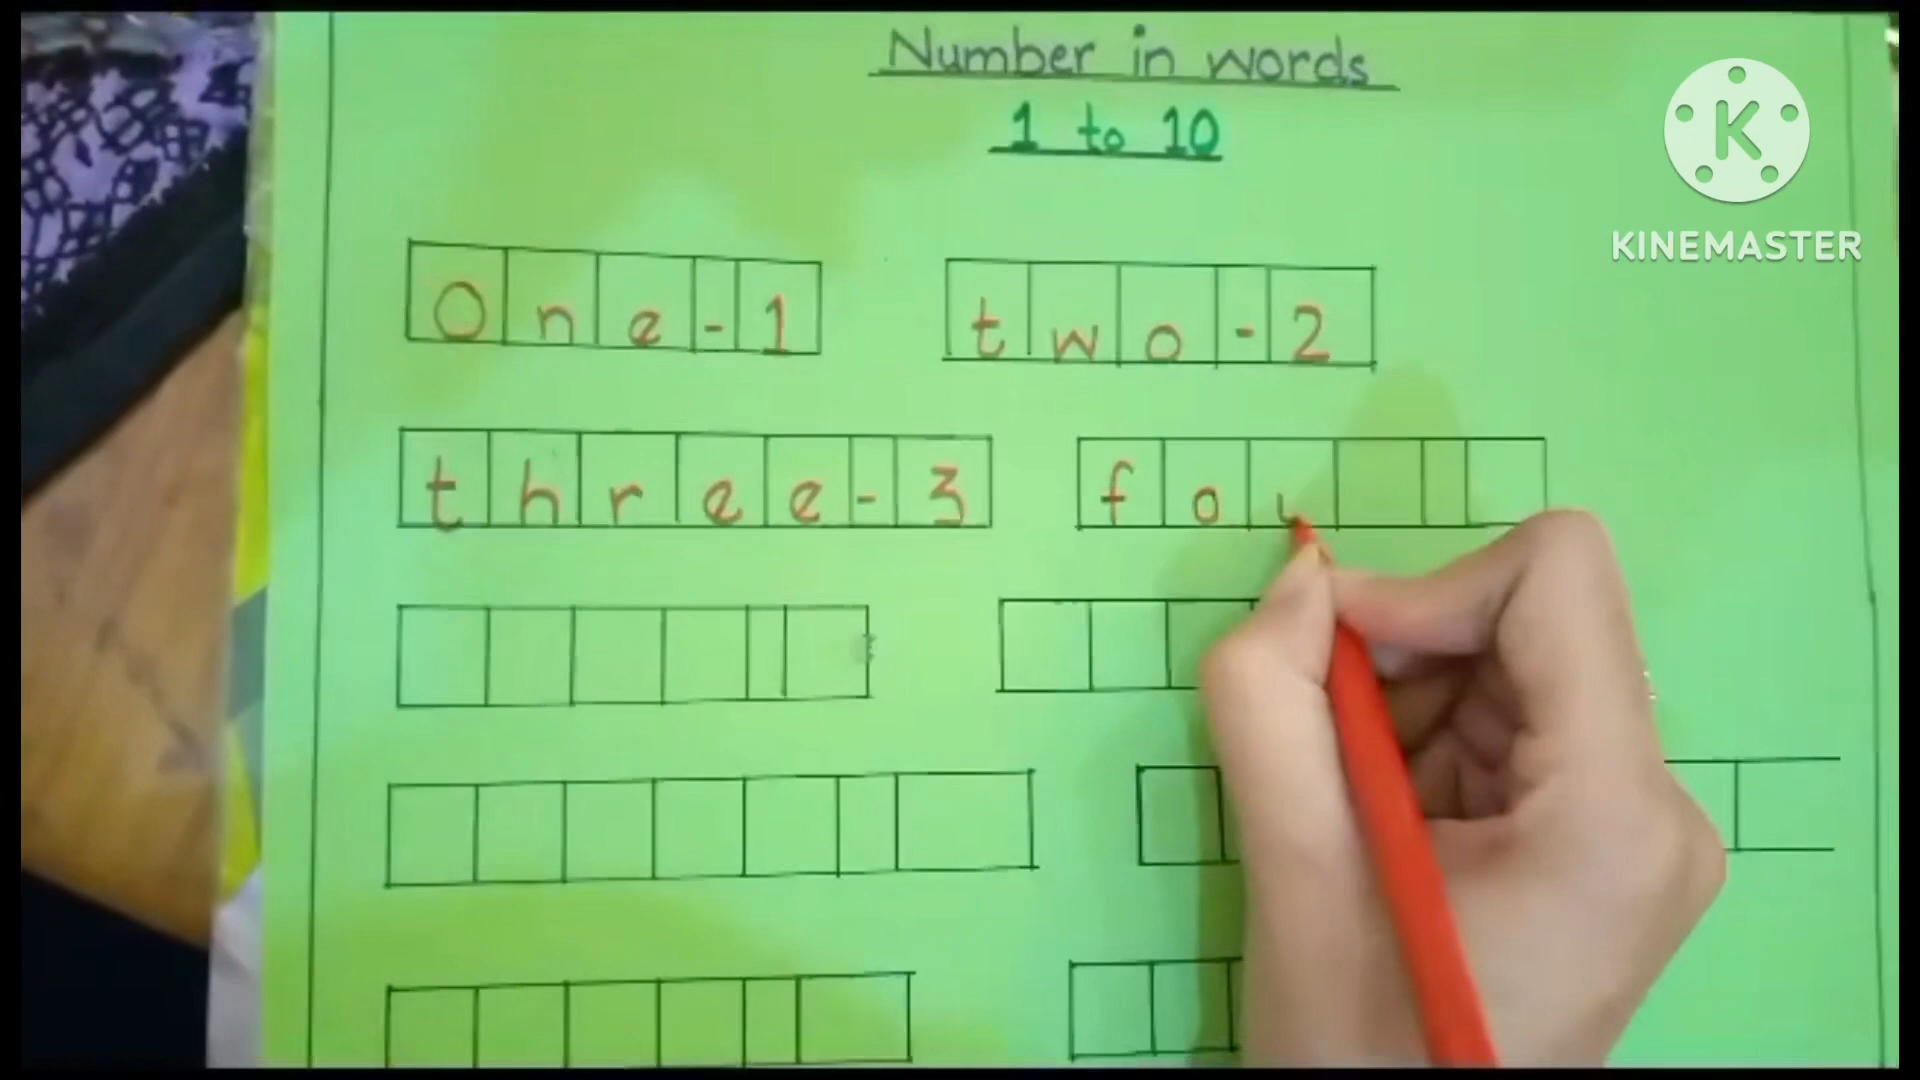 Number in words
1 to 10
K
KINEMASTER
One-1 two-2
three-3 fou